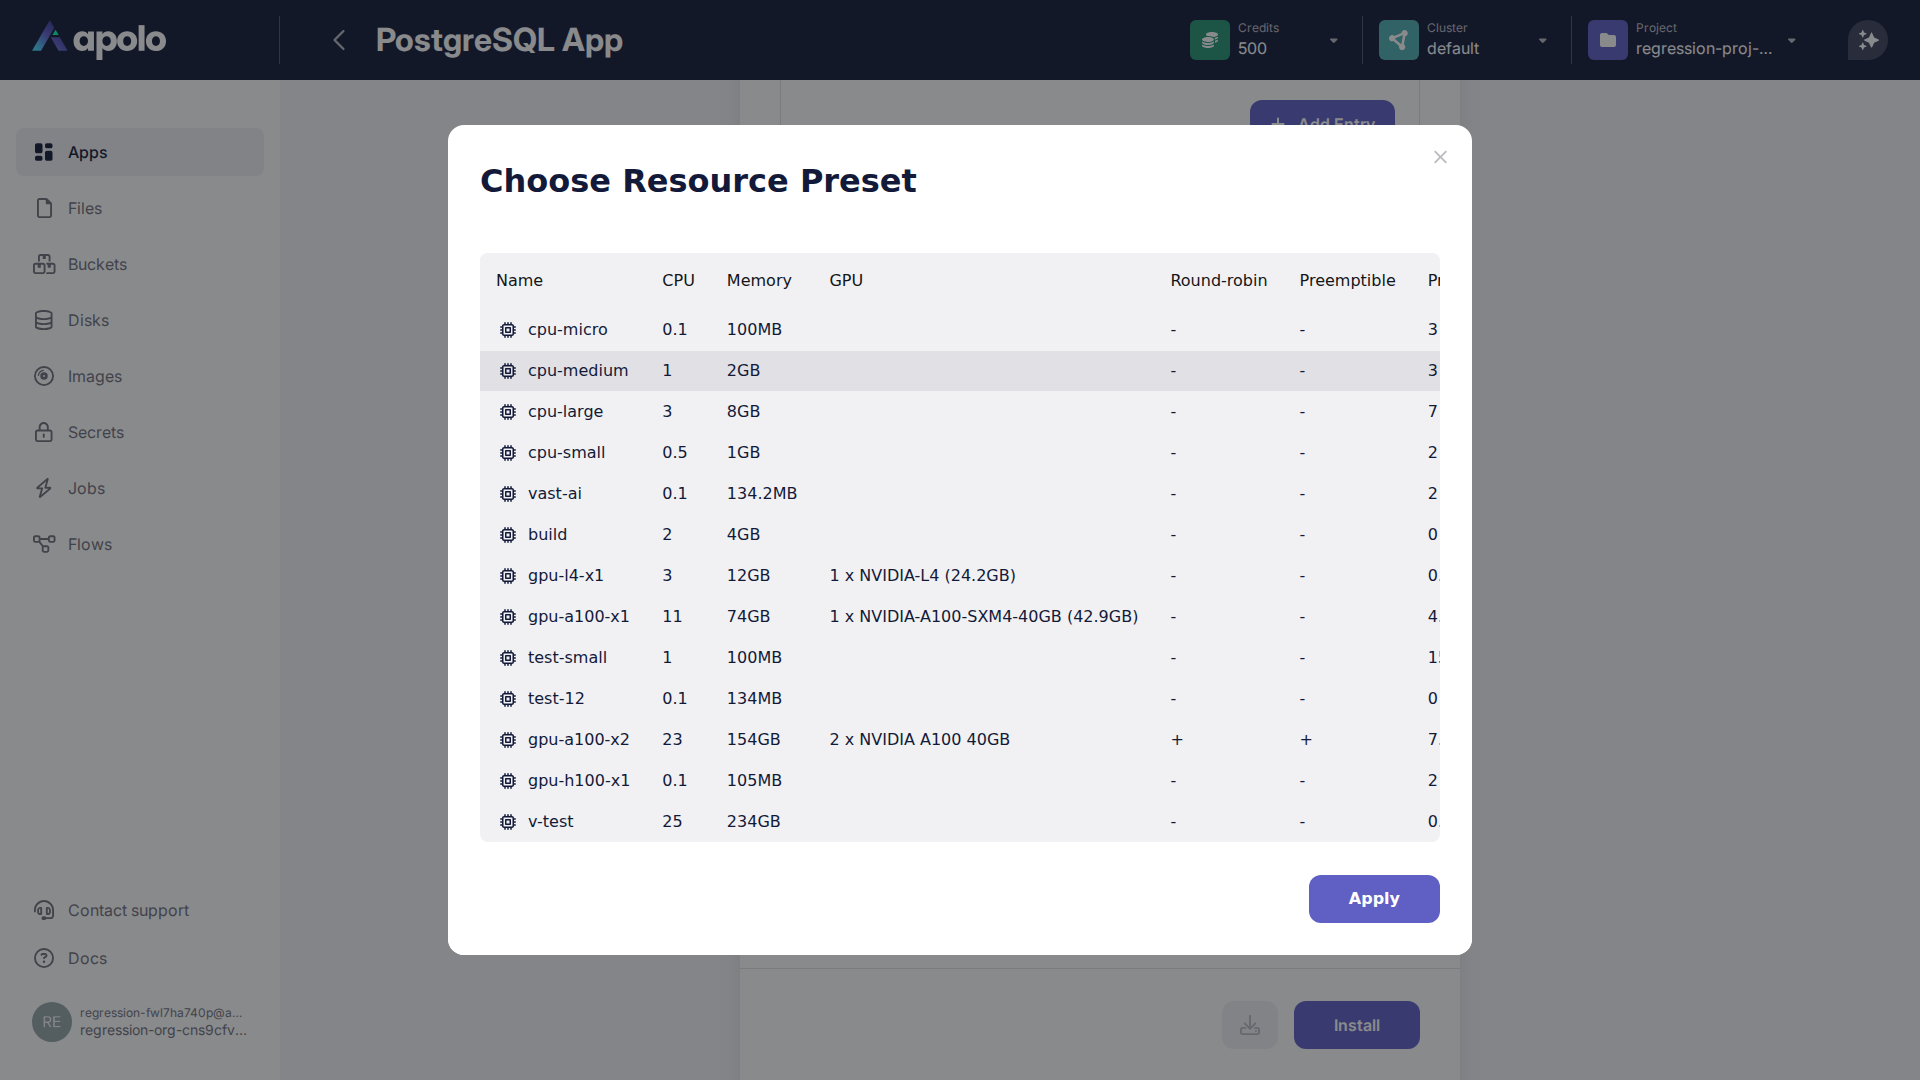 apolo
PostgreSQL App
Credits
500
Cluster
default
Project
regression-proj-...
Apps
Files
Buckets
Disks
Images
Secrets
Jobs
Flows
Contact support
Docs
RE
regression-fwl7ha740p@a...
regression-org-cns9cfv...
Add Entry
Choose Resource Preset
Name CPU Memory GPU Round-robin Preemptible
cpu-micro 0.1 100MB - - 3
cpu-medium 1 2GB - - 3
cpu-large 3 8GB - - 7
cpu-small 0.5 1GB - - 2
vast-ai 0.1 134.2MB - - 2
build 2 4GB - - 0
gpu-l4-x1 3 12GB 1 x NVIDIA-L4 (24.2GB) - - 0.
gpu-a100-x1 11 74GB 1 x NVIDIA-A100-SXM4-40GB (42.9GB) - - 4.
test-small 1 100MB - - 1
test-12 0.1 134MB - - 0
gpu-a100-x2 23 154GB 2 x NVIDIA A100 40GB + + 7.
gpu-h100-x1 0.1 105MB - - 2
v-test 25 234GB - - 0.
Apply
Install